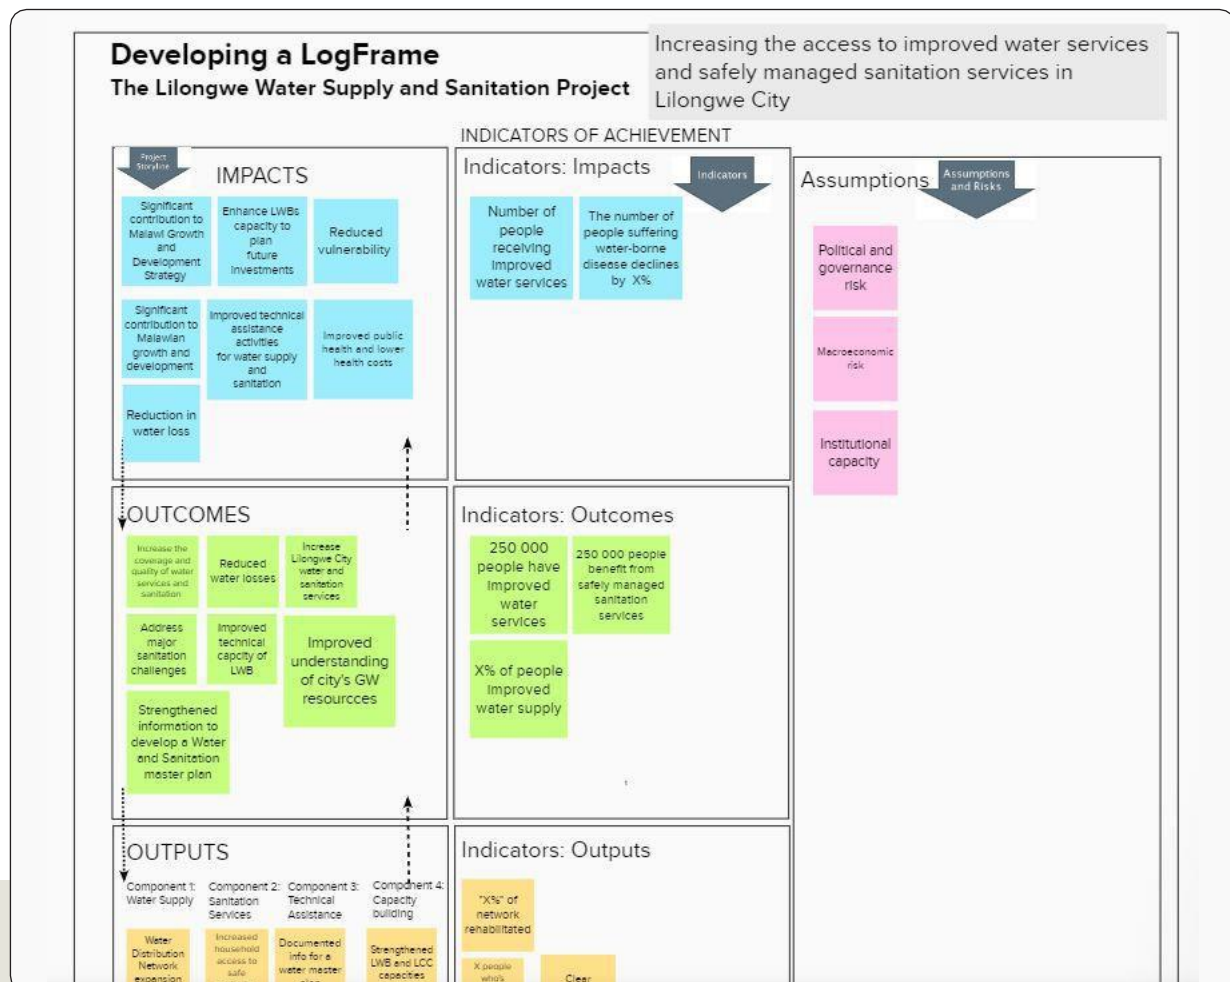 Developing a LogFrame
The Lilongwe Water Supply and Sanitation Project
Increasing the access to improved water services
and safely managed sanitation services in
Lilongwe City
INDICATORS OF ACHIEVEMENT
Project
Storyline
IMPACTS
Significant
contribution to
Malawi Growth
and
Development
Strategy
Enhance LWBs
capacity to
plan
future
Investments
Reduced
vulnerability
Significant
contribution to
Malawian
growth and
development
Improved technical
assistance
activities
for water supply
and
sanitation
Improved public
health and lower
health costs
Reduction in
water loss
Indicators: Impacts
Indicators
Number of
people
receiving
Improved
water services
The number of
people suffering
water-borne
disease declines
by X%
Assumptions
Assumptions
and Risks
Political and
governance
risk
Macroeconomic
risk
Institutional
capacity
OUTCOMES
Increase the
coverage and
quality of water
services and
sanitation
Reduced
water losses
Increase
Lilongwe City
water and
sanitation
services
Address
major
sanitation
challenges
Improved
technical
capcity of
LWB
Improved
understanding
of city's GW
resourcces
Strengthened
information to
develop a Water
and Sanitation
master plan
Indicators: Outcomes
250 000
people have
Improved
water
services
250 000 people
benefit from
safely managed
sanitation
services
X% of people
Improved
water supply
1
OUTPUTS
Component 1:
Water Supply
Component 2:
Sanitation
Services
Component 3:
Technical
Assistance
Component 4:
Capacity
building
Water
Distribution
Network
expansion
Increased
household
access to
safe
Documented
info for a
water master
Strengthened
LWB and LCC
capacities
Indicators: Outputs
"X%" of
network
rehabilitated
X people
who's
Clear